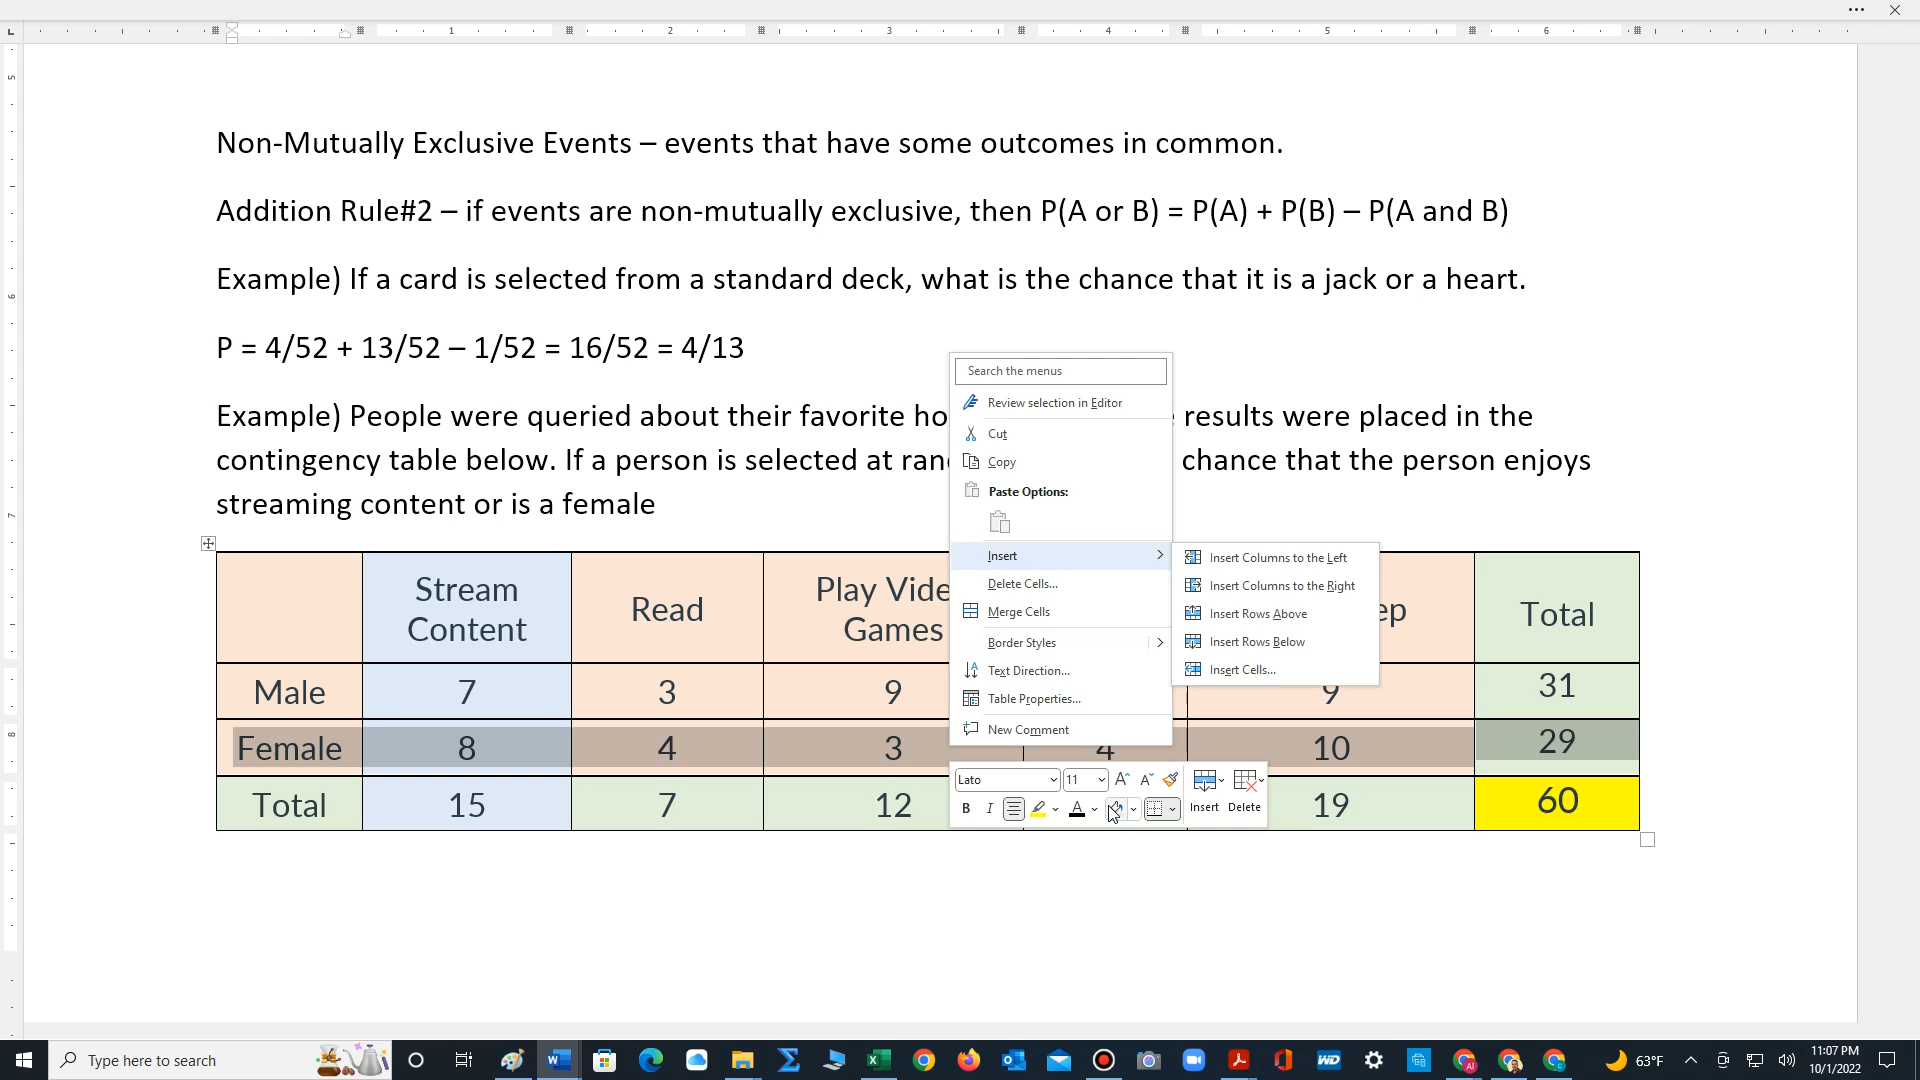 Non-Mutually Exclusive Events – events that have some outcomes in common.
Addition Rule#2 – if events are non-mutually exclusive, then P(A or B) = P(A) + P(B) – P(A and B)
Example) If a card is selected from a standard deck, what is the chance that it is a jack or a heart.
P = 4/52 + 13/52 – 1/52 = 16/52 = 4/13
Example) People were queried about their favorite results were placed in the
contingency table below. If a person is selected at chance that the person enjoys
streaming content or is a female
Search the menus
Review selection in Editor
Cut
Copy
Paste Options:
Insert
Delete Cells...
Merge Cells
Border Styles
Text Direction...
Table Properties...
New Comment
Insert Columns to the Left
Insert Columns to the Right
Insert Rows Above
Insert Rows Below
Insert Cells...
Stream Content Read Play Games Total
Male 7 3 9 9 31
Female 8 4 3 4 10 29
Total 15 7 12 19 60
Lato 11
B I A Insert Delete
Type here to search
63°F
11:07 PM
10/1/2022